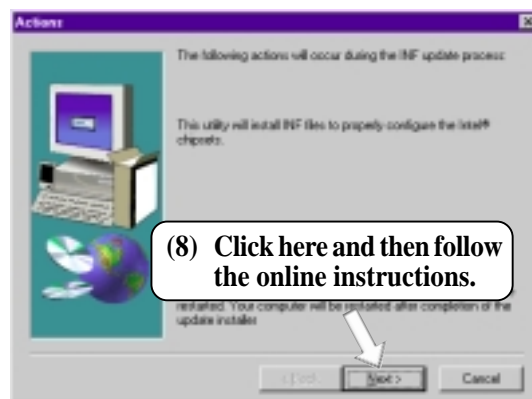 Actions
The following actions will occur during the INF update process:
This utility will install INF files to properly configure the Intel®
chipsets.
(8) Click here and then follow
the online instructions.
restarted. Your computer will be restarted after completion of the
update installer
< Back
Next >
Cancel